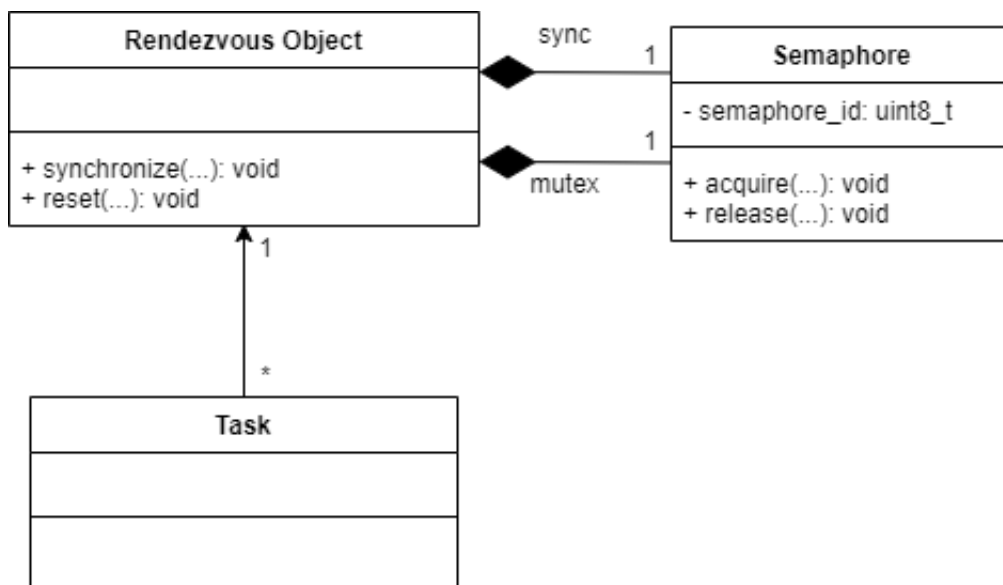 Rendezvous Object
+ synchronize(...): void
+ reset(...): void
sync
1
1
mutex
Semaphore
- semaphore_id: uint8_t
+ acquire(...): void
+ release(...): void
1
*
Task